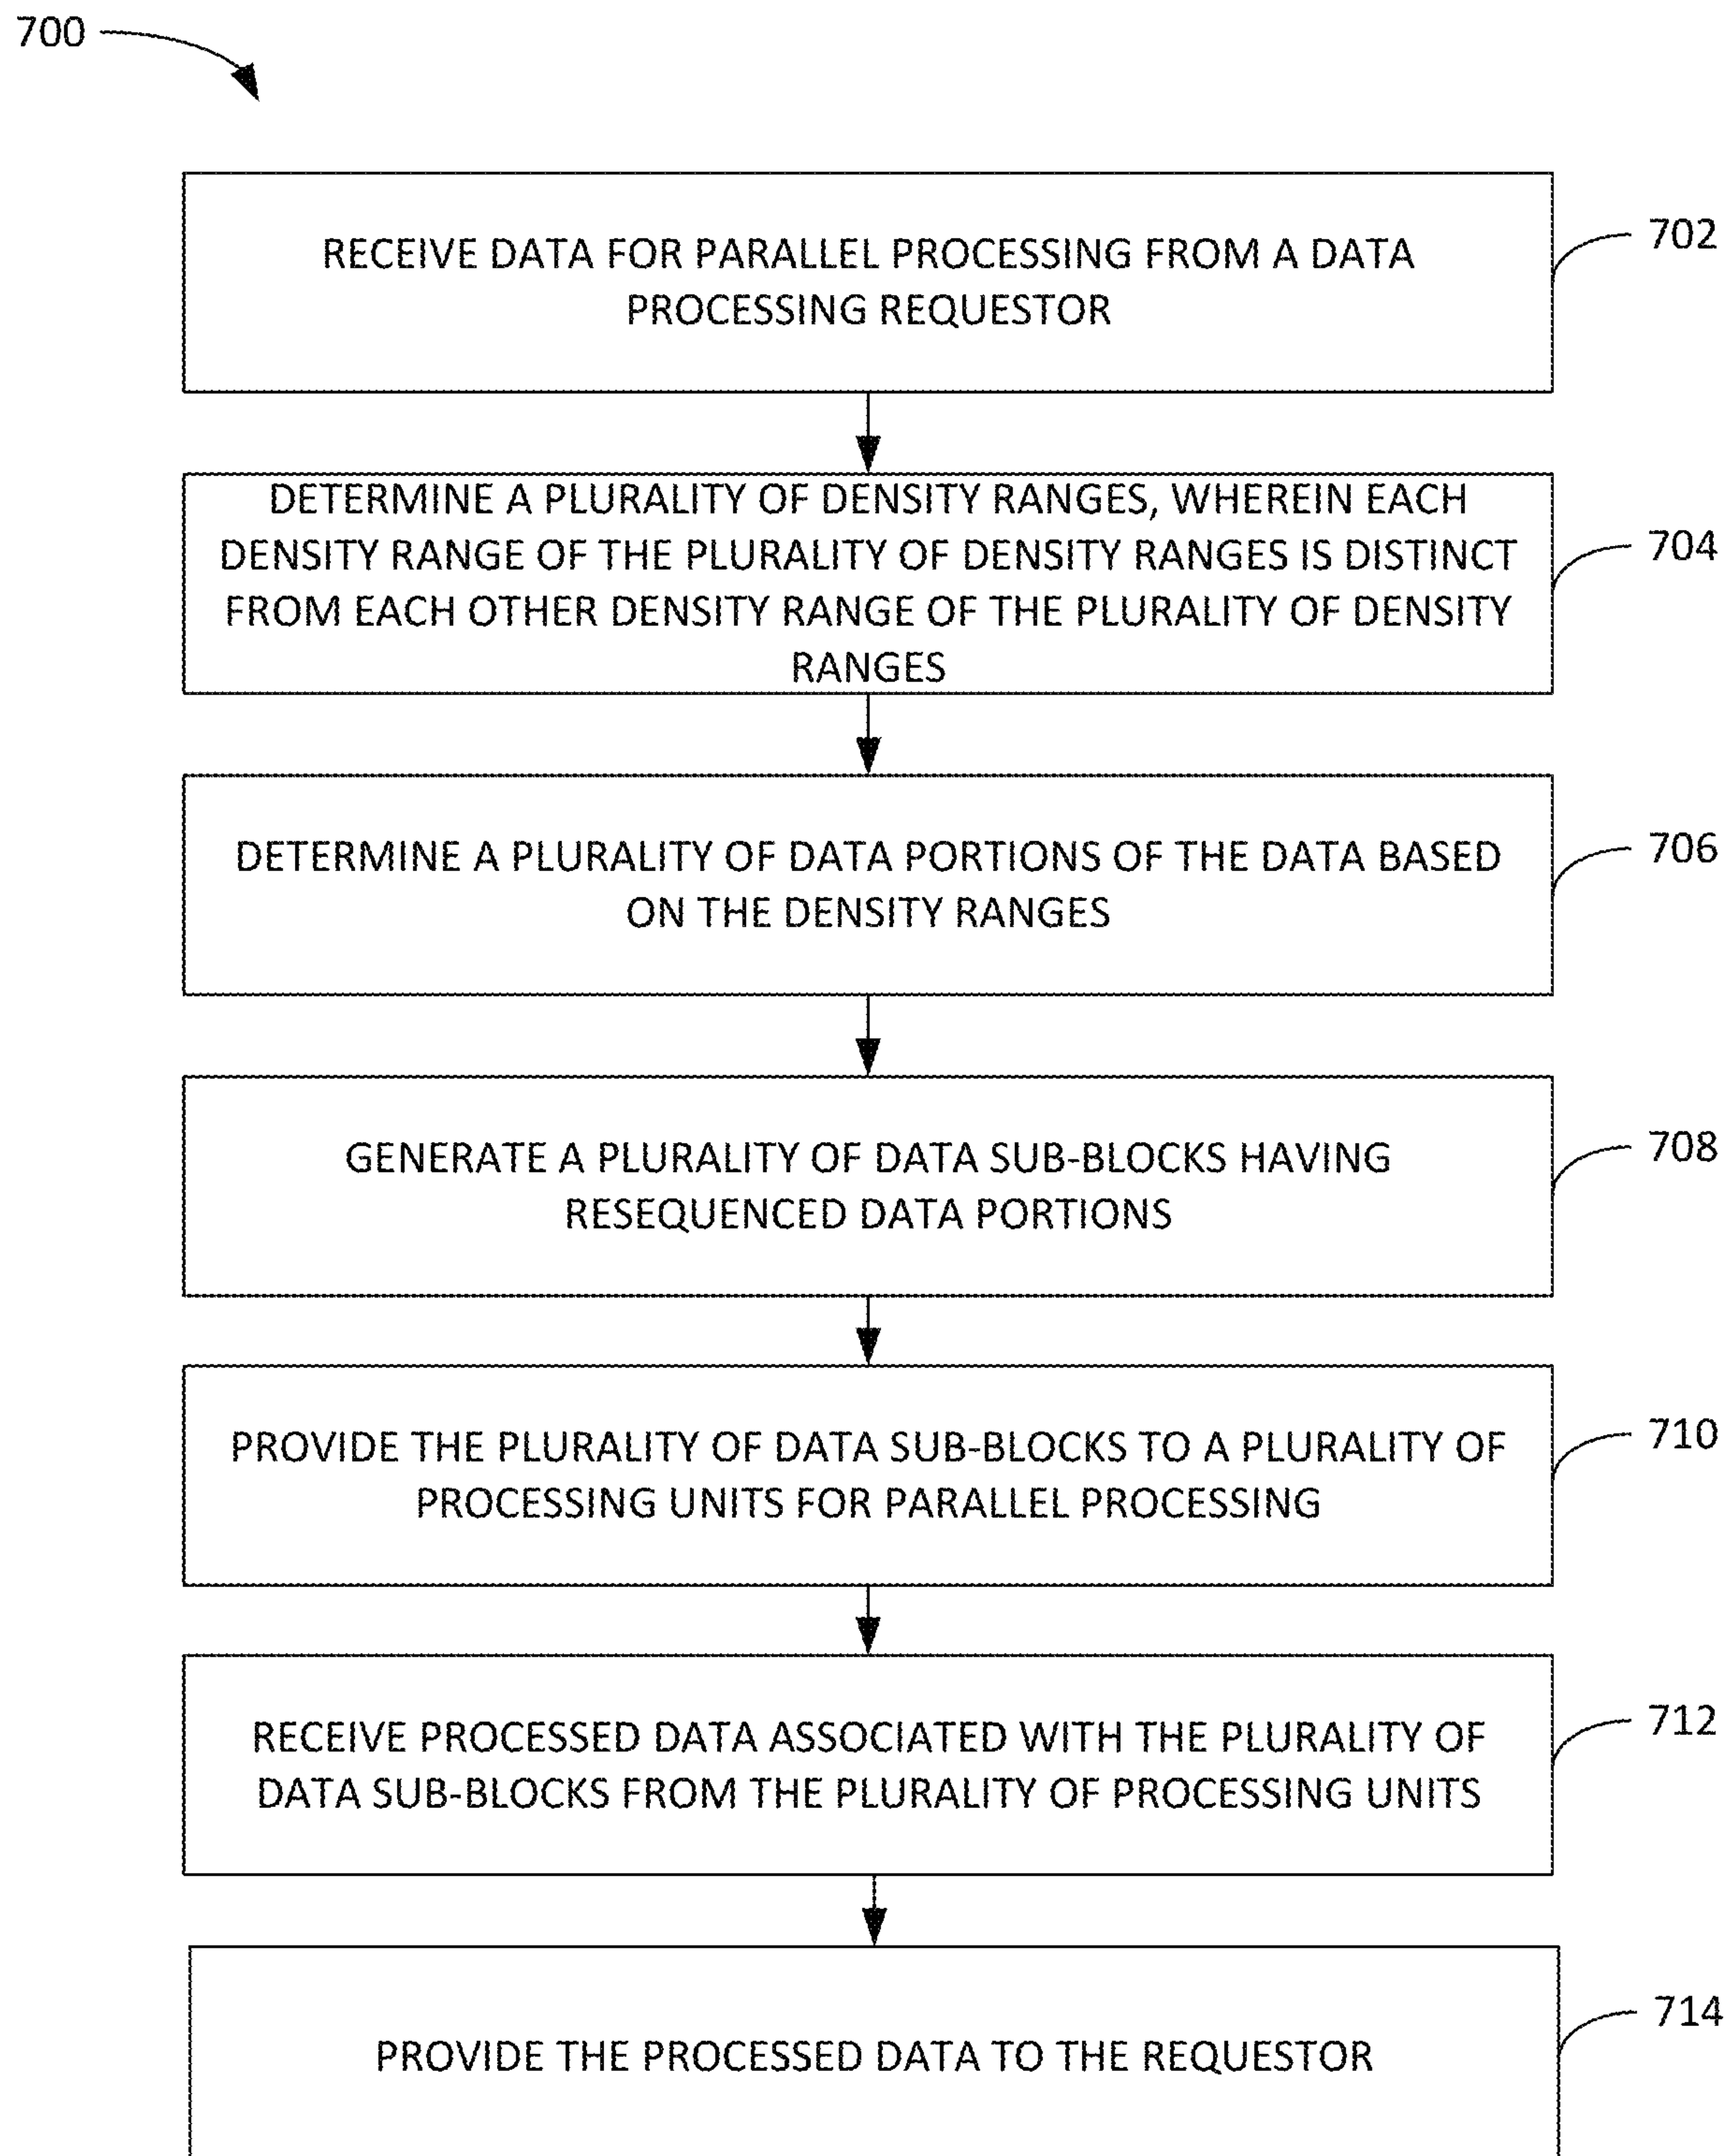 700
RECEIVE DATA FOR PARALLEL PROCESSING FROM A DATA
PROCESSING REQUESTOR
702
DETERMINE A PLURALITY OF DENSITY RANGES, WHEREIN EACH
DENSITY RANGE OF THE PLURALITY OF DENSITY RANGES IS DISTINCT
FROM EACH OTHER DENSITY RANGE OF THE PLURALITY OF DENSITY
RANGES
704
DETERMINE A PLURALITY OF DATA PORTIONS OF THE DATA BASED
ON THE DENSITY RANGES
706
GENERATE A PLURALITY OF DATA SUB-BLOCKS HAVING
RESEQUENCED DATA PORTIONS
708
PROVIDE THE PLURALITY OF DATA SUB-BLOCKS TO A PLURALITY OF
PROCESSING UNITS FOR PARALLEL PROCESSING
710
RECEIVE PROCESSED DATA ASSOCIATED WITH THE PLURALITY OF
DATA SUB-BLOCKS FROM THE PLURALITY OF PROCESSING UNITS
712
PROVIDE THE PROCESSED DATA TO THE REQUESTOR
714